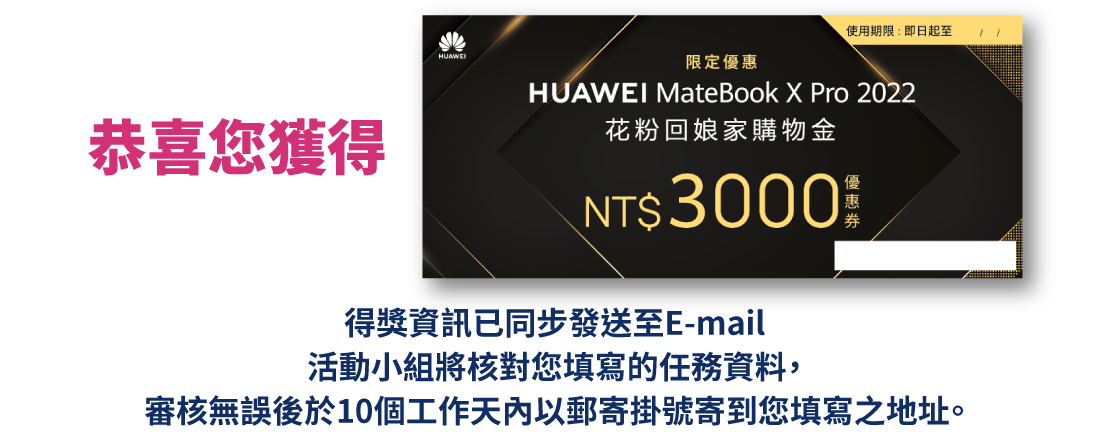 恭喜您獲得
HUAWEI
使用期限:即日起至 / /
限定優惠
HUAWEI MateBook X Pro 2022
花粉回娘家購物金
NT$3000優惠券
得獎資訊已同步發送至E-mail
活動小組將核對您填寫的任務資料,
審核無誤後於10個工作天內以郵寄掛號寄到您填寫之地址。